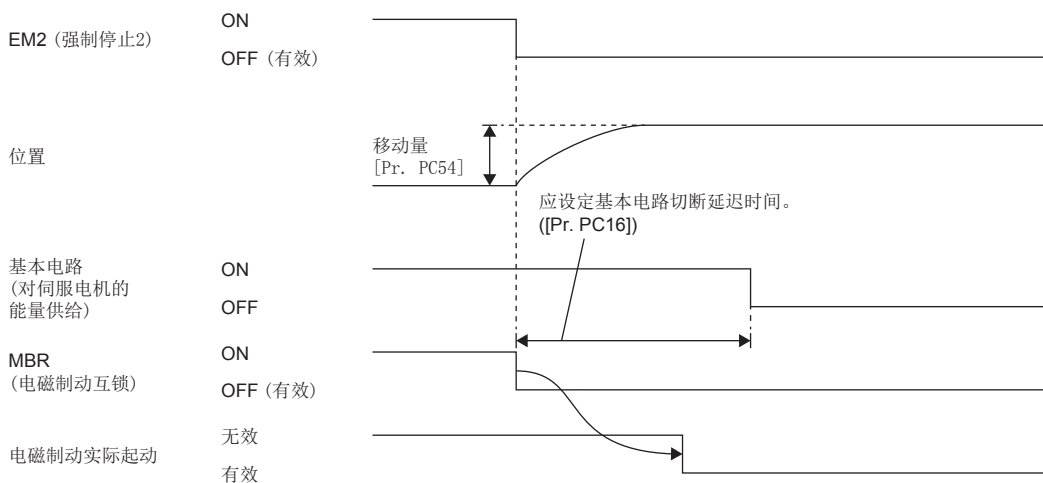 ON
EM2 (强制停止2)
OFF (有效)
移动量
[Pr. PC54]
位置
应设定基本电路切断延迟时间。
([Pr. PC16])
基本电路
(对伺服电机的
能量供给)
ON
OFF
MBR
(电磁制动互锁)
ON
OFF (有效)
无效
电磁制动实际起动
有效